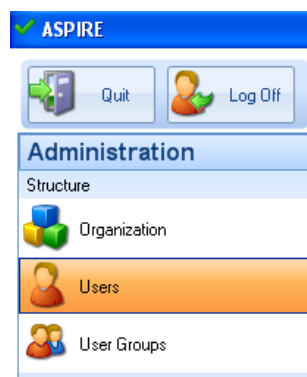 ASPIRE
Quit Log Off
Administration
Structure
Organization
Users
User Groups